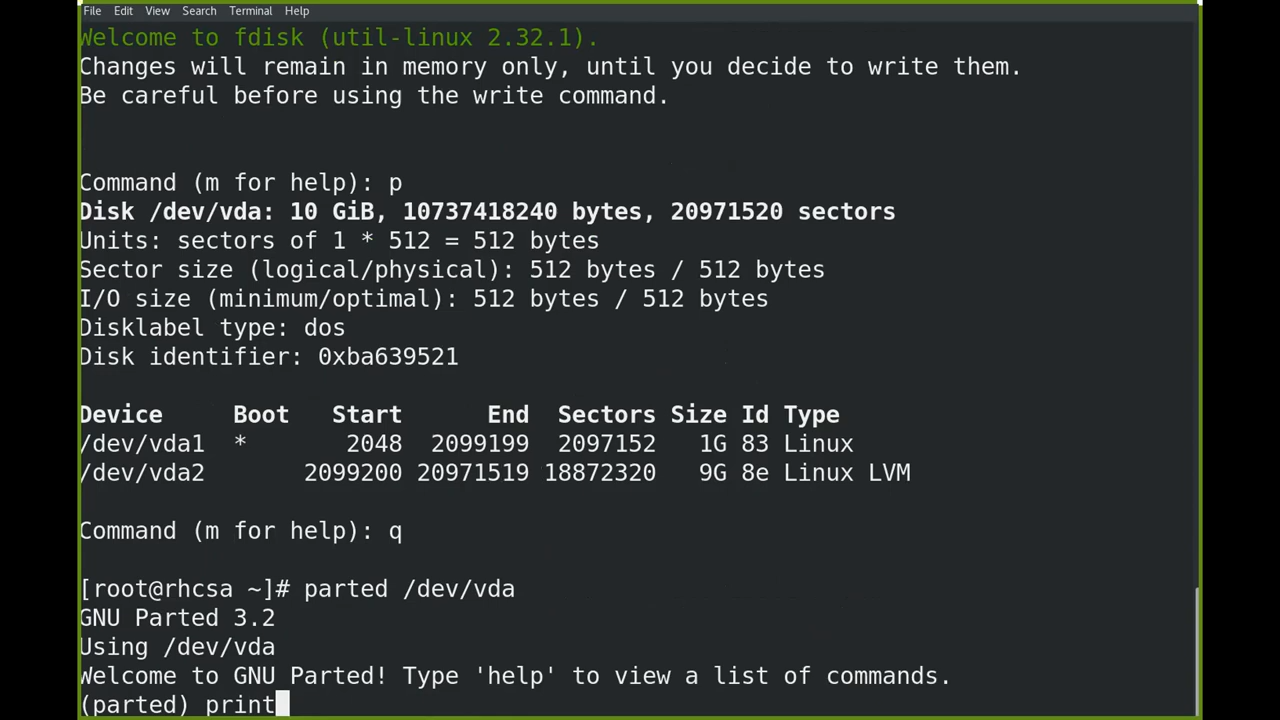 File Edit View Search Terminal Help
Welcome to fdisk (util-linux 2.32.1).
Changes will remain in memory only, until you decide to write them.
Be careful before using the write command.
Command (m for help): p
Disk /dev/vda: 10 GiB, 10737418240 bytes, 20971520 sectors
Units: sectors of 1 * 512 = 512 bytes
Sector size (logical/physical): 512 bytes / 512 bytes
I/O size (minimum/optimal): 512 bytes / 512 bytes
Disklabel type: dos
Disk identifier: 0xba639521
Device Boot Start End Sectors Size Id Type
/dev/vda1 * 2048 2099199 2097152 1G 83 Linux
/dev/vda2 2099200 20971519 18872320 9G 8e Linux LVM
Command (m for help): q
[root@rhcsa ~]# parted /dev/vda
GNU Parted 3.2
Using /dev/vda
Welcome to GNU Parted! Type 'help' to view a list of commands.
(parted) print